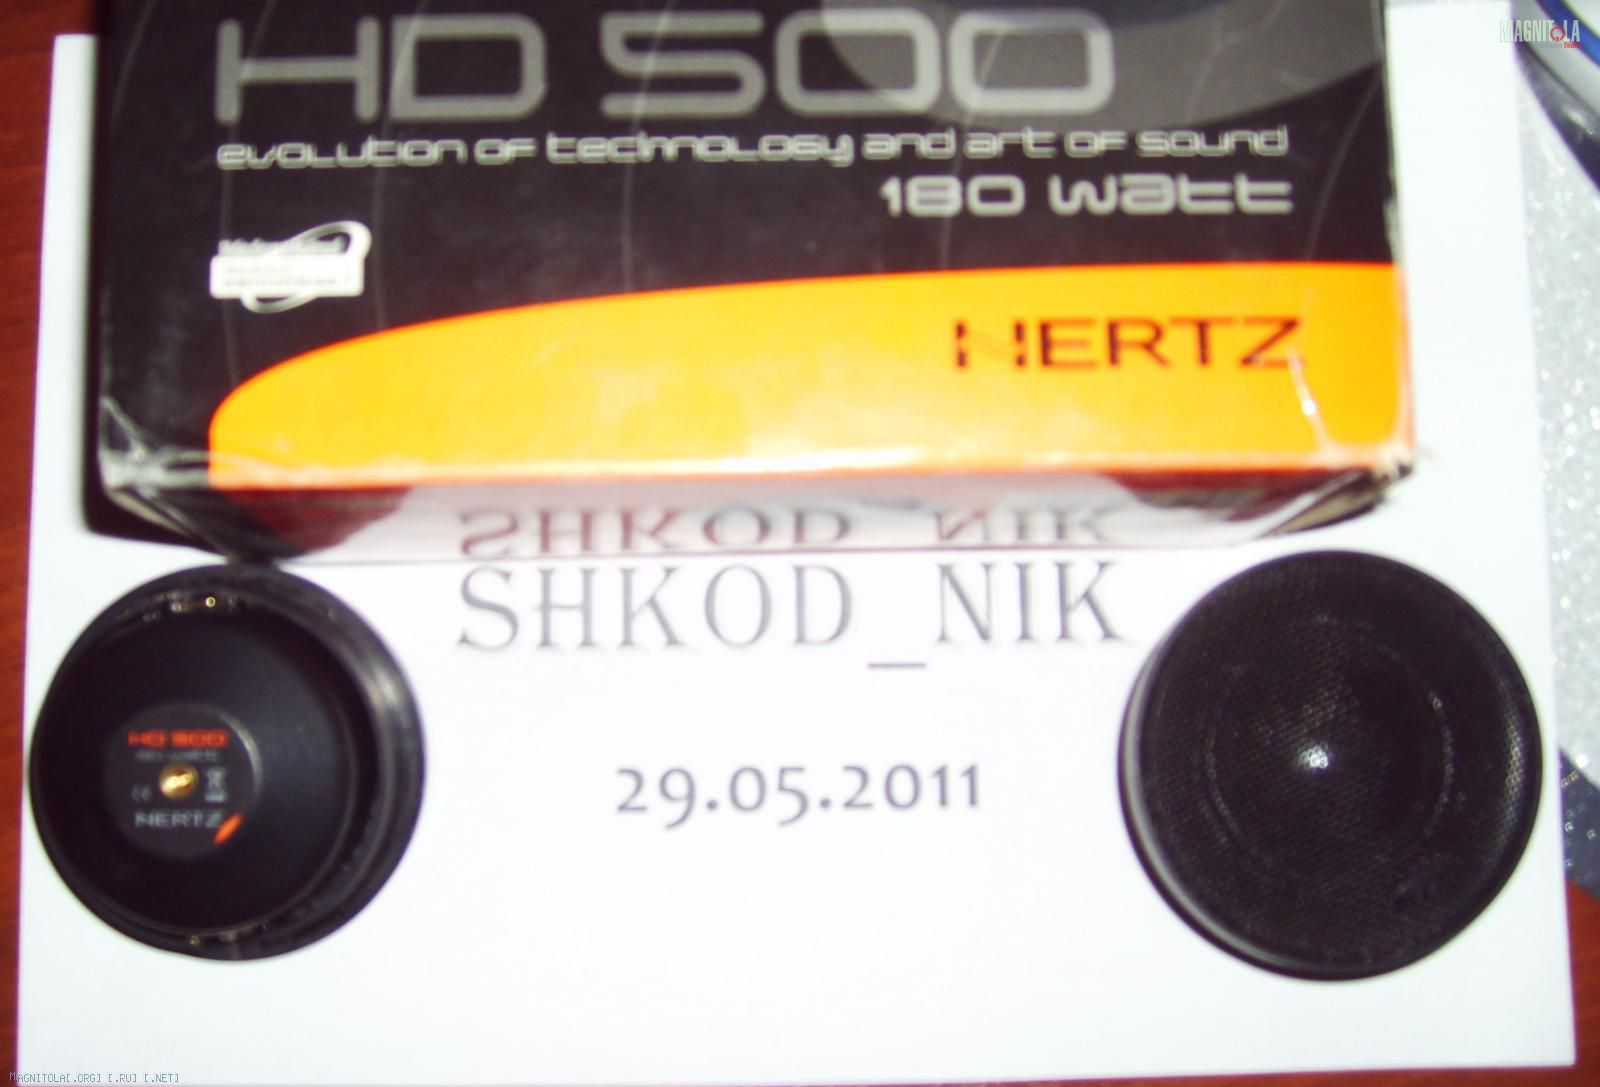 MAGNITOLA
HD 500
evolution of technology and art of sound
180 watt
HERTZ
SHKOD_NIK
SHKOD_NIK
29.05.2011
HD 500
HERTZ
MAGNITOLA[.ORG] [.RU] [.NET]